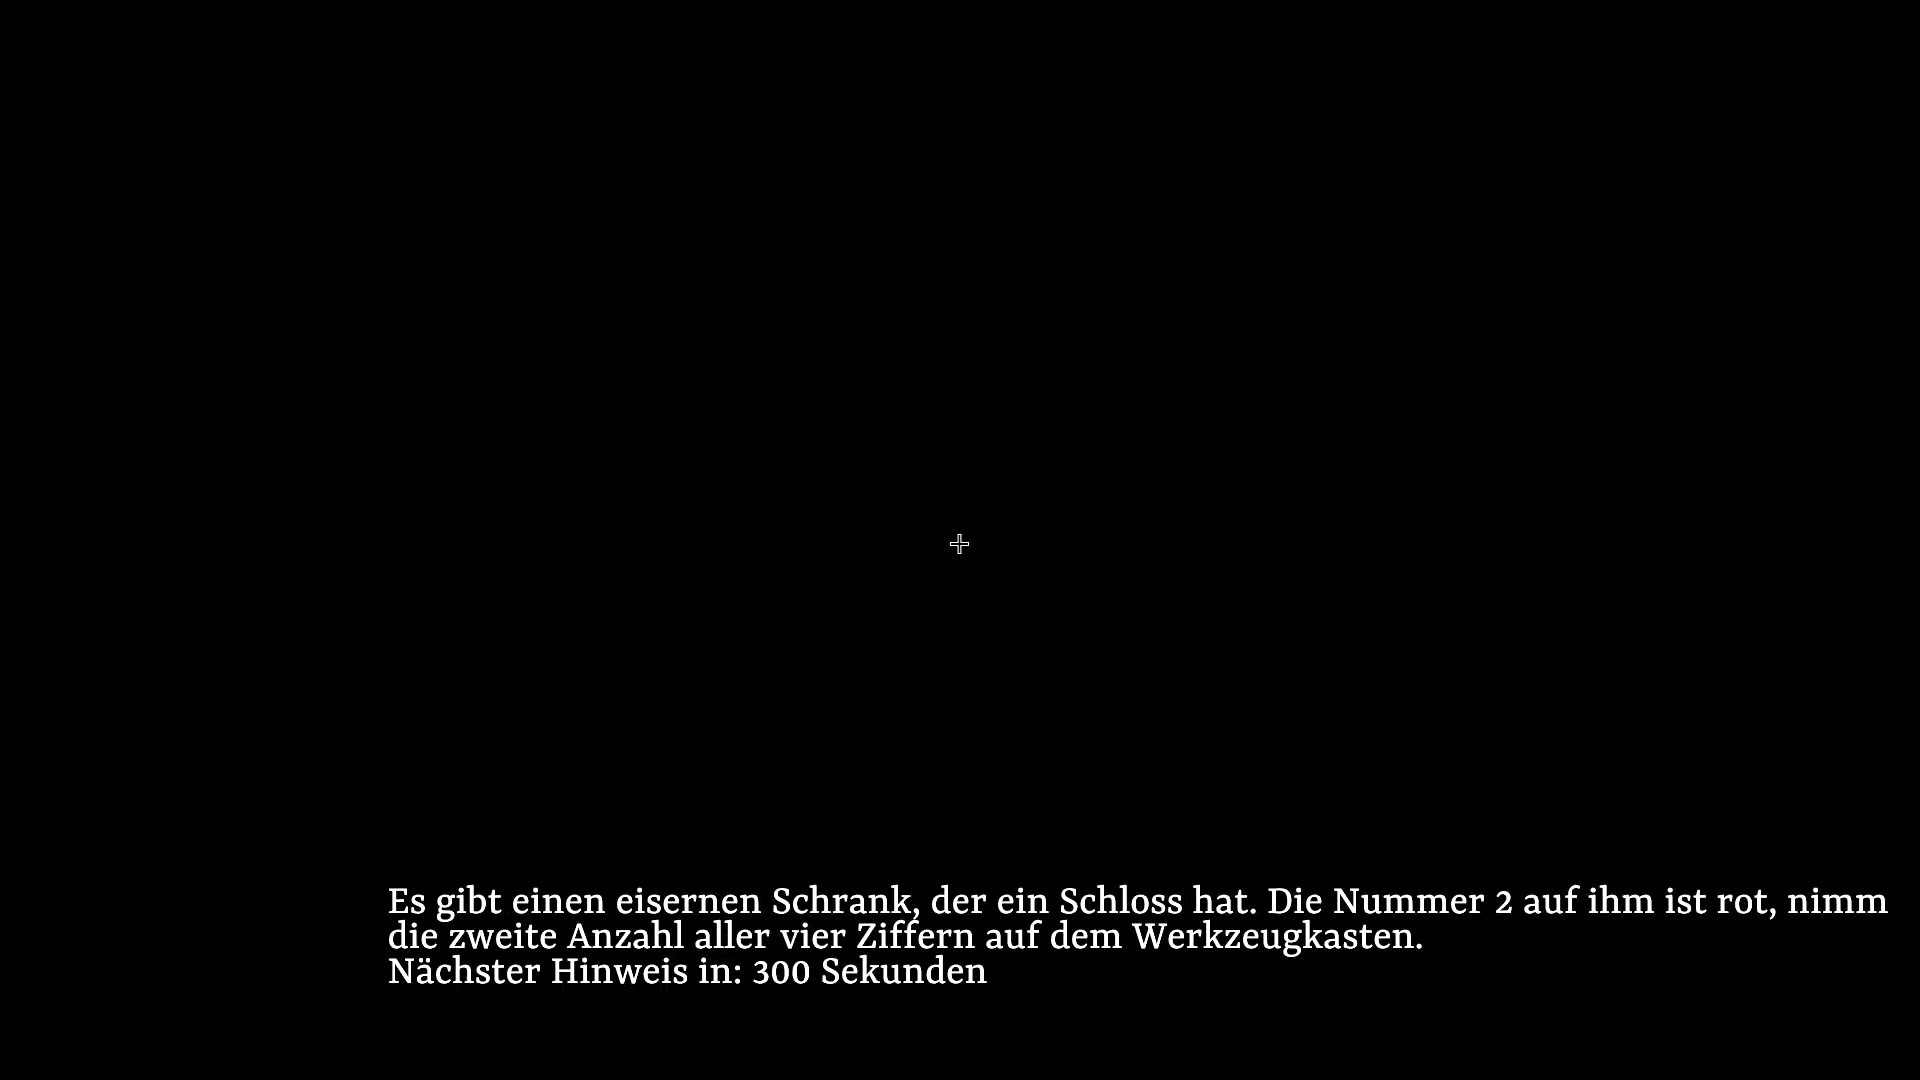 Es gibt einen eisernen Schrank, der ein Schloss hat. Die Nummer 2 auf ihm ist rot, nimm
die zweite Anzahl aller vier Ziffern auf dem Werkzeugkasten.
Nächster Hinweis in: 300 Sekunden